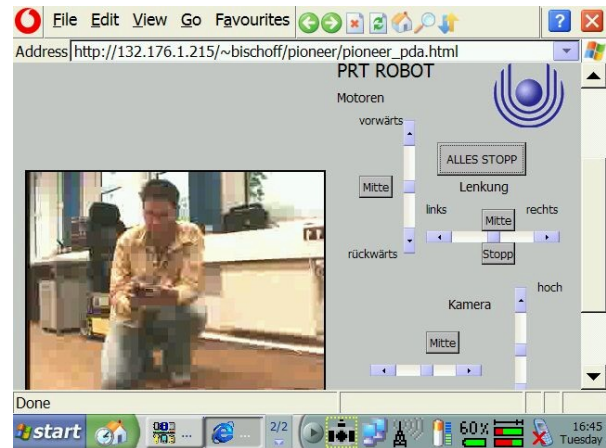 File Edit View Go Favourites ?
Address http://132.176.1.215/~bischoff/pioneer/pioneer_pda.html
PRT ROBOT
Motoren
vorwärts
ALLES STOPP
Mitte
Lenkung
links
Mitte
rechts
rückwärts
Stopp
hoch
Kamera
Mitte
Done
start
2/2
60%
16:45
Tuesday